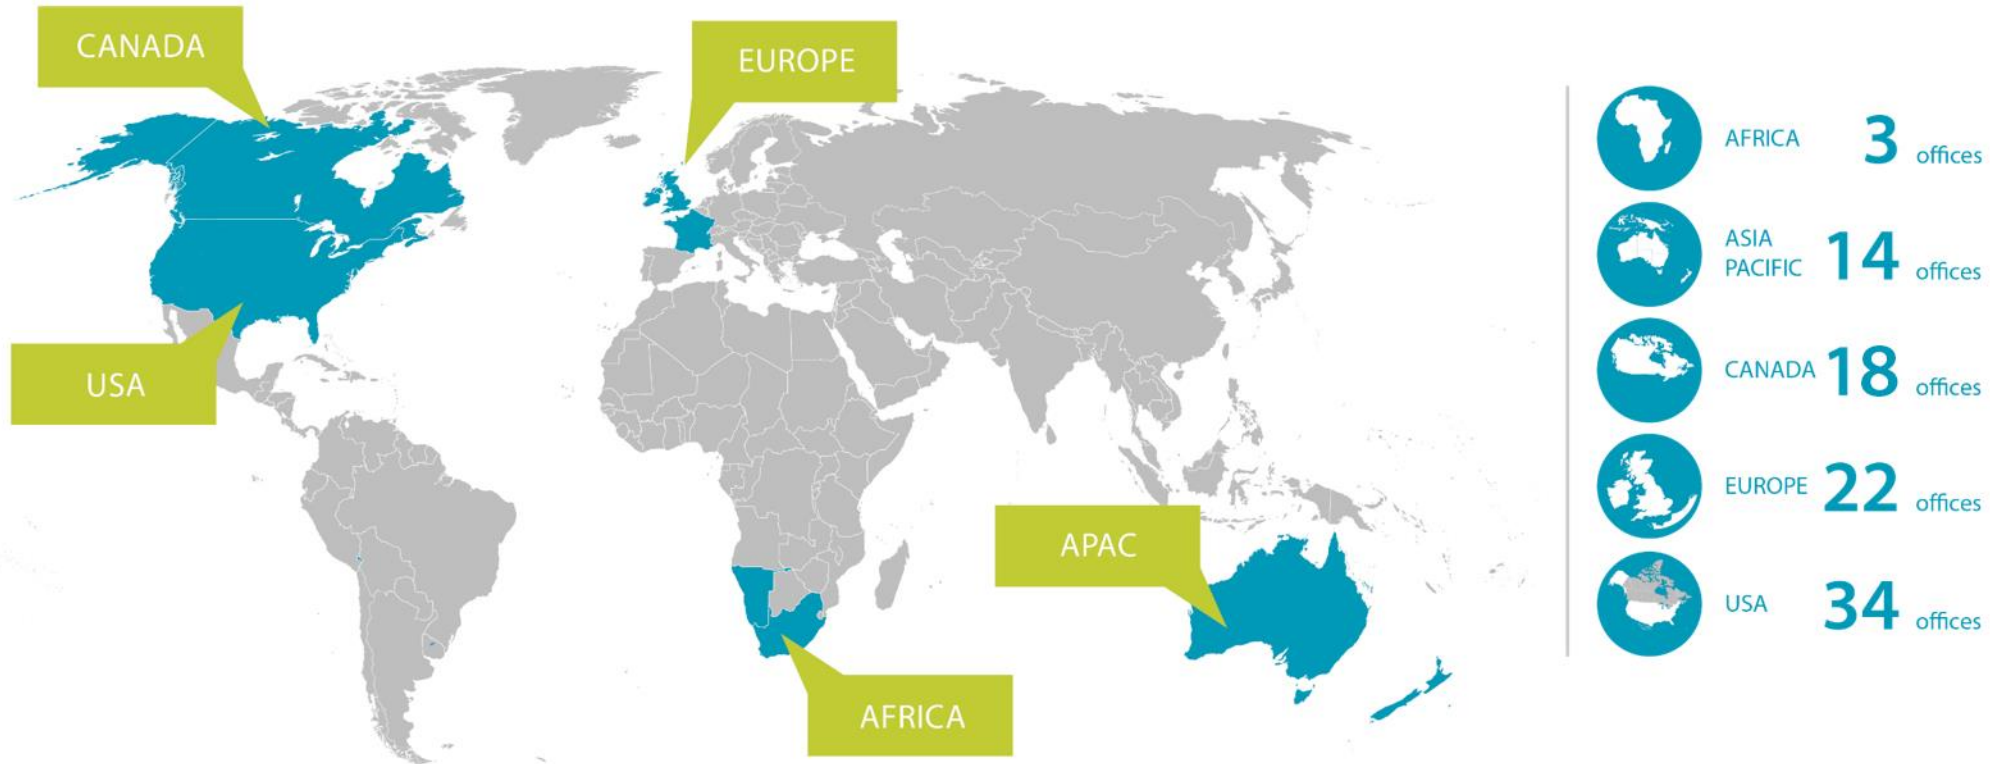 CANADA
EUROPE
USA
APAC
AFRICA
AFRICA 3 offices
ASIA
PACIFIC 14 offices
CANADA 18 offices
EUROPE 22 offices
USA 34 offices